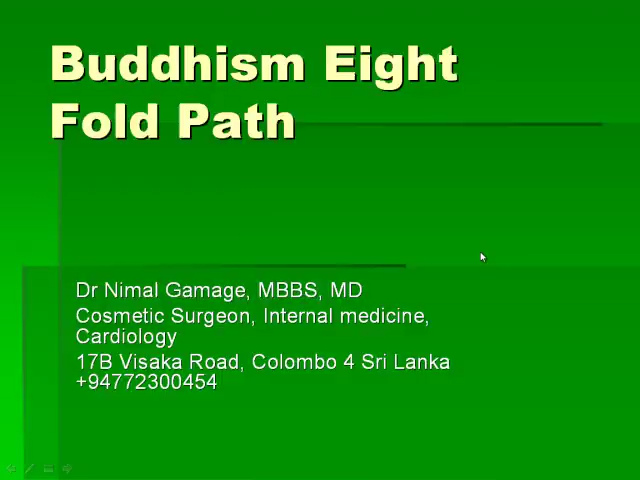 Buddhism Eight
Fold Path
Dr Nimal Gamage, MBBS, MD
Cosmetic Surgeon, Internal medicine,
Cardiology
17B Visaka Road, Colombo 4 Sri Lanka
+94772300454